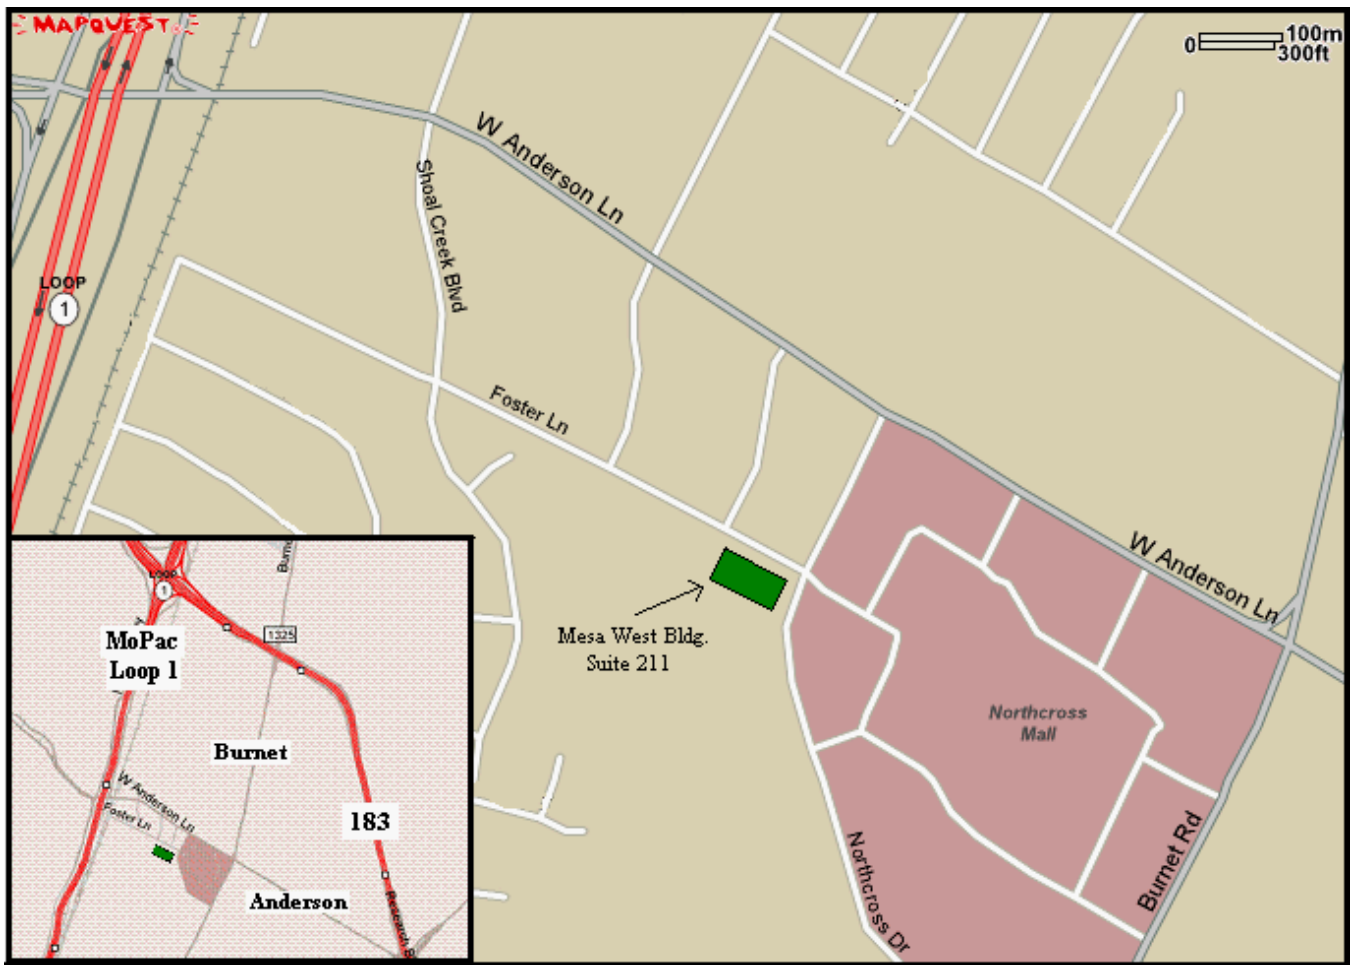 MAPQUEST
0 100m
300ft
W Anderson Ln
Shoal Creek Blvd
LOOP
1
Foster Ln
W Anderson Ln
Mesa West Bldg.
Suite 211
Northcross
Mall
Northcross Dr
Burnet Rd
LOOP
1
Burne
1325
MoPac
Loop 1
Burnet
W Anderson Ln
Foster Ln
183
Anderson
Research B